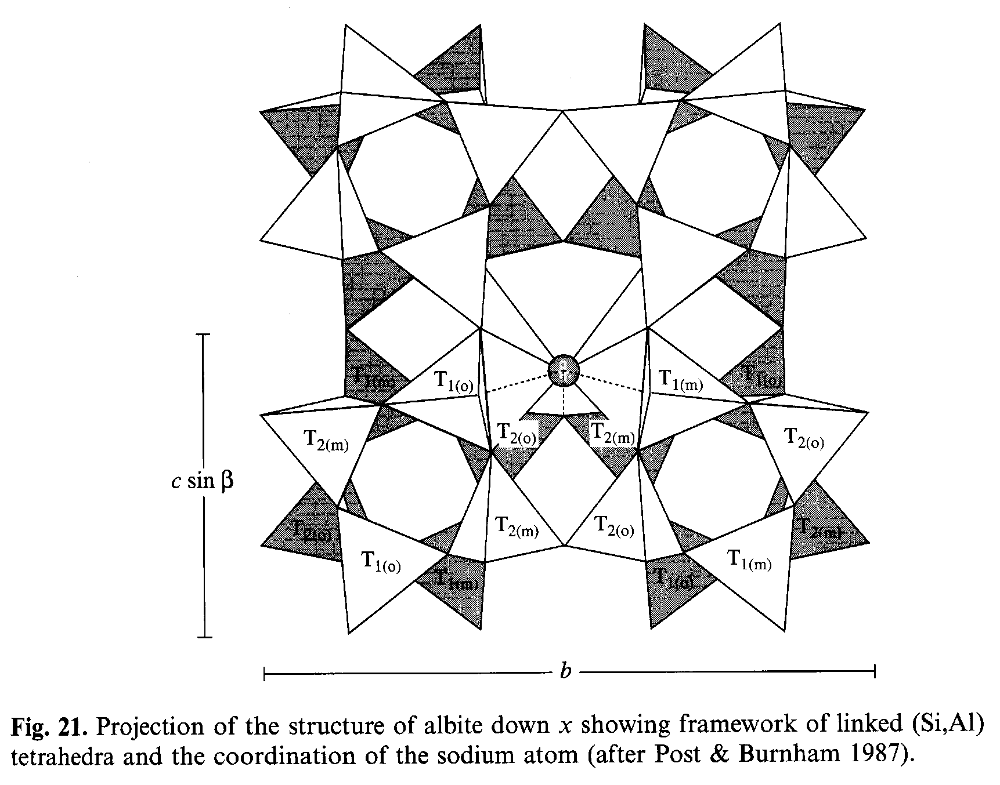 T1(m)
T1(o)
T1(m)
T1(o)
T2(m)
T2(o)
T2(m)
T2(o)
c sin β
T2(o)
T2(m)
T2(o)
T2(m)
T1(o)
T1(m)
T1(m)
T1(o)
b
Fig. 21. Projection of the structure of albite down x showing framework of linked (Si,Al)
tetrahedra and the coordination of the sodium atom (after Post & Burnham 1987).